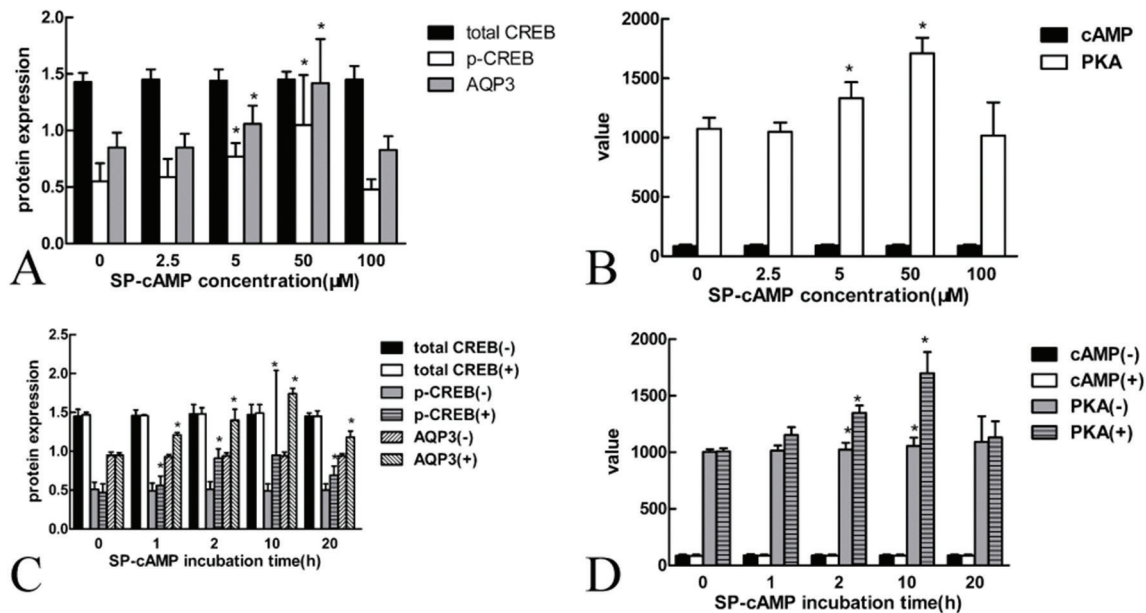 2.0
1.5
1.0
0.5
0.0
protein expression
* * * *
0 2.5 5 50 100
SP-cAMP concentration(µM)
total CREB
p-CREB
AQP3
A
2000
1500
1000
500
0
value
* *
0 2.5 5 50 100
SP-cAMP concentration(µM)
cAMP
PKA
B
2.5
2.0
1.5
1.0
0.5
0.0
protein expression
* * * * * * * *
0 1 2 10 20
SP-cAMP incubation time(h)
total CREB(-)
total CREB(+)
p-CREB(-)
p-CREB(+)
AQP3(-)
AQP3(+)
C
2000
1500
1000
500
0
value
* * * *
0 1 2 10 20
SP-cAMP incubation time(h)
cAMP(-)
cAMP(+)
PKA(-)
PKA(+)
D